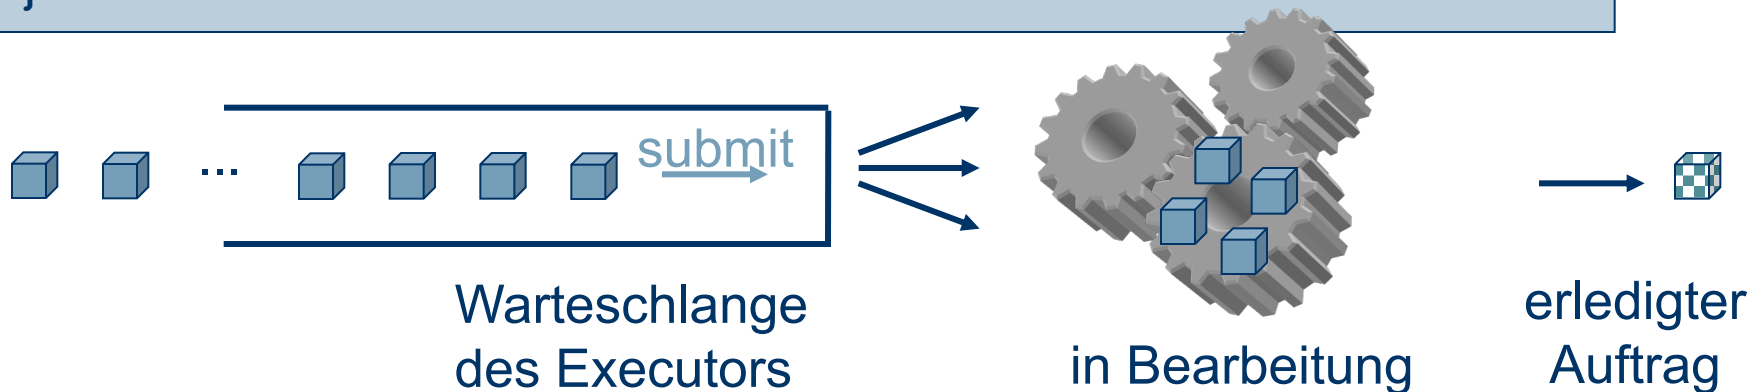 ...
submit
Warteschlange
des Executors
in Bearbeitung
erledigter
Auftrag